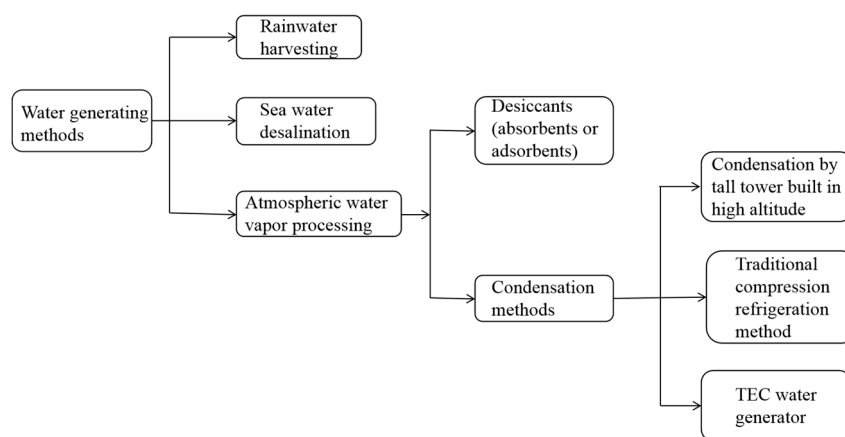 Water generating
methods
Rainwater
harvesting
Sea water
desalination
Atmospheric water
vapor processing
Desiccants
(absorbents or
adsorbents)
Condensation
methods
Condensation by
tall tower built in
high altitude
Traditional
compression
refrigeration
method
TEC water
generator